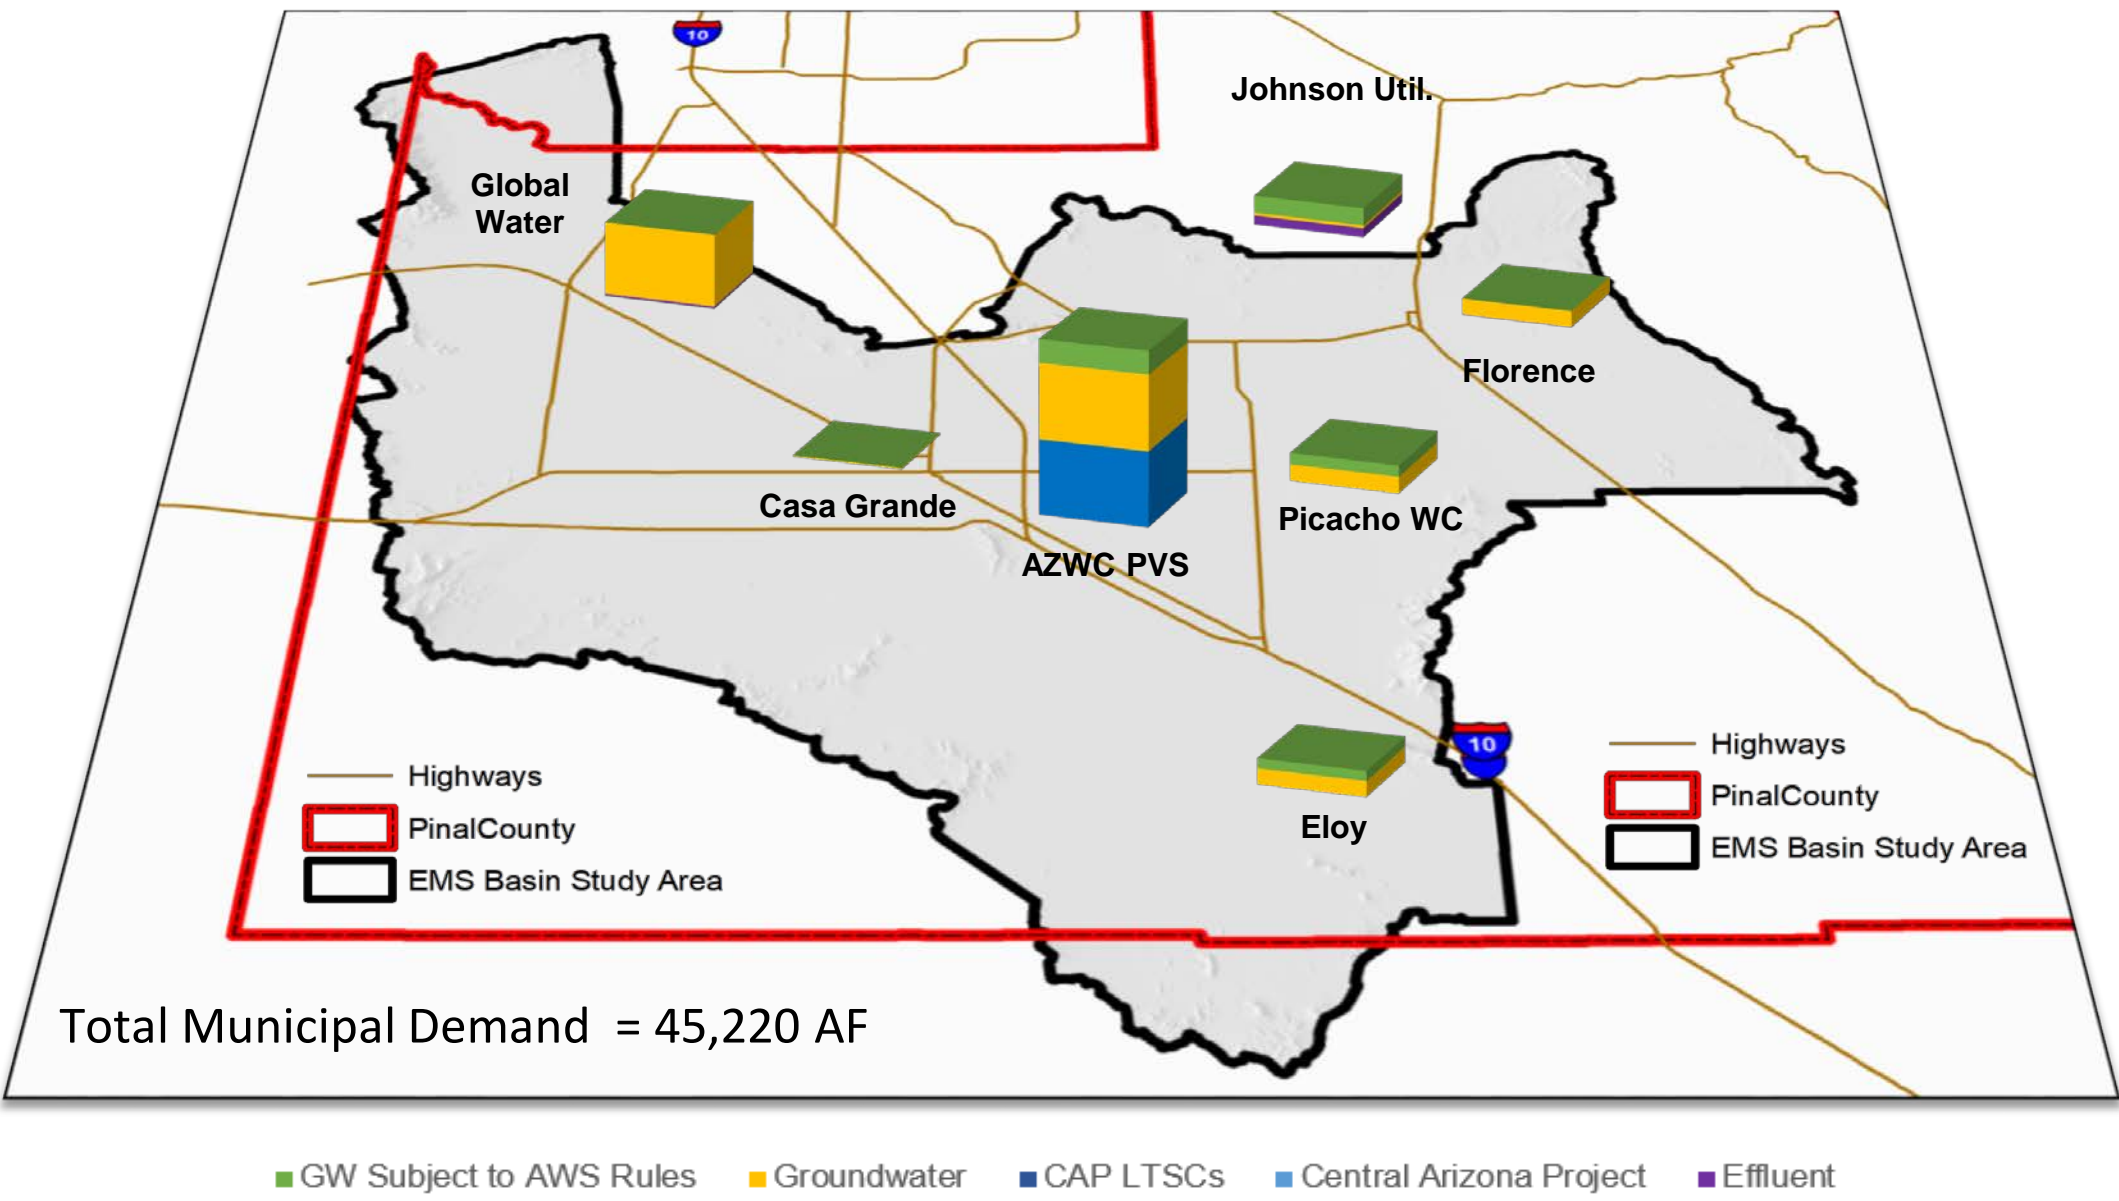 10
Johnson Util.
Global
Water
Florence
Casa Grande
Picacho WC
AZWC PVS
10
Highways
PinalCounty
EMS Basin Study Area
Eloy
Highways
PinalCounty
EMS Basin Study Area
Total Municipal Demand = 45,220 AF
GW Subject to AWS Rules Groundwater CAP LTSCs Central Arizona Project Effluent